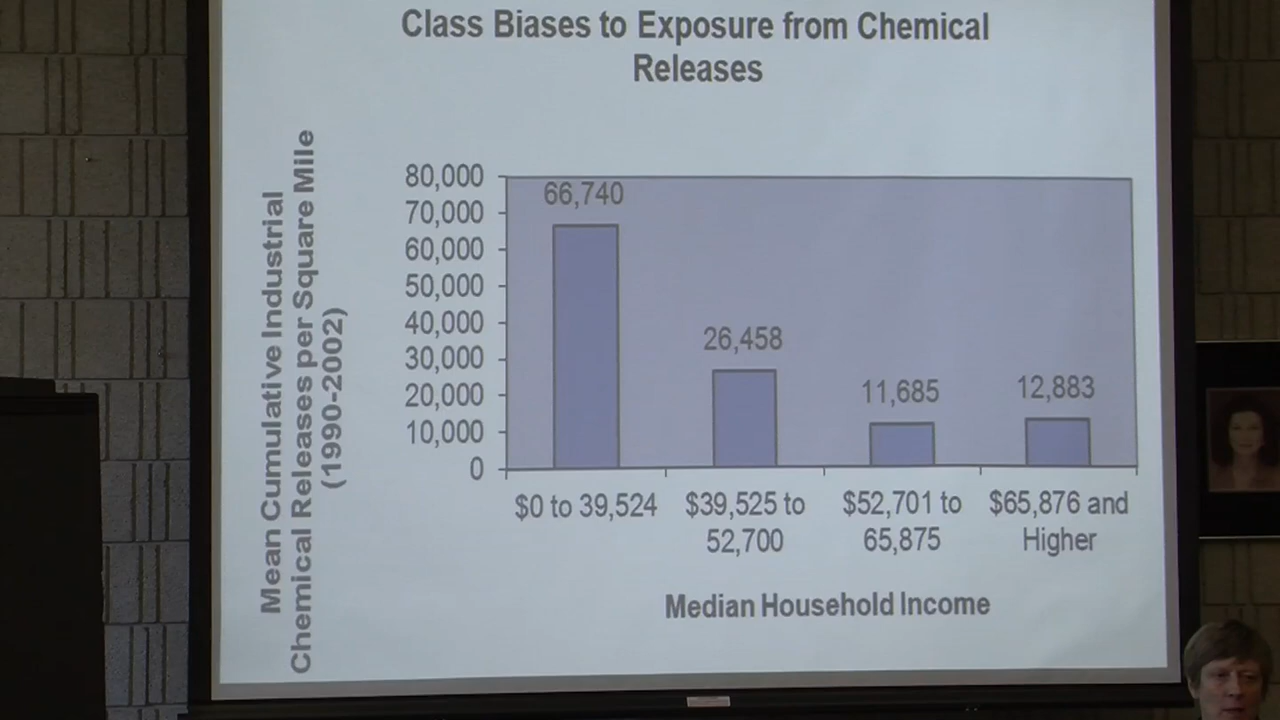 Class Biases to Exposure from Chemical
Releases
Mean Cumulative Industrial
Chemical Releases per Square Mile
(1990-2002)
80,000
70,000
60,000
50,000
40,000
30,000
20,000
10,000
0
66,740
26,458
11,685
12,883
$0 to 39,524
$39,525 to
52,700
$52,701 to
65,875
$65,876 and
Higher
Median Household Income